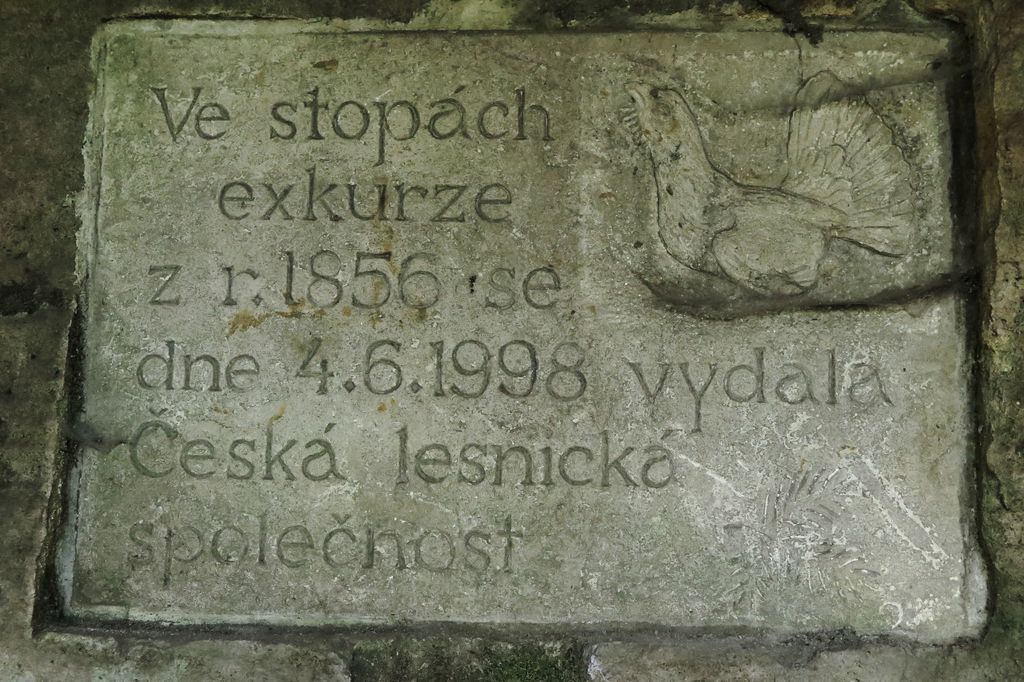 Ve stopách
exkurze
z r. 1856 se
dne 4.6.1998 vydala
Česká lesnická
společnost